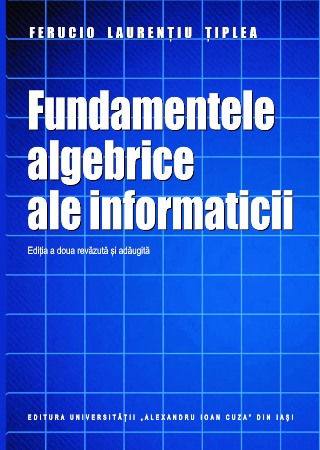 FERUCIO LAURENȚIU ȚIPLEA
Fundamentele
algebrice
ale informaticii
Ediția a doua revăzută și adăugită
EDITURA UNIVERSITĂȚII „ALEXANDRU IOAN CUZA” DIN IAȘI